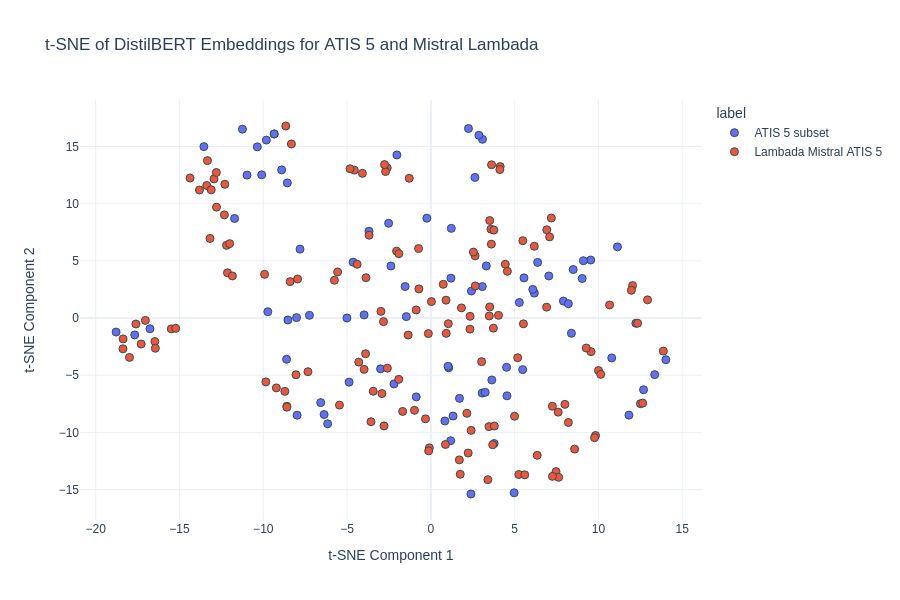 t-SNE of DistilBERT Embeddings for ATIS 5 and Mistral Lambada
label
ATIS 5 subset
Lambada Mistral ATIS 5
15
10
5
0
−5
−10
−15
t-SNE Component 2
−20 −15 −10 −5 0 5 10 15
t-SNE Component 1